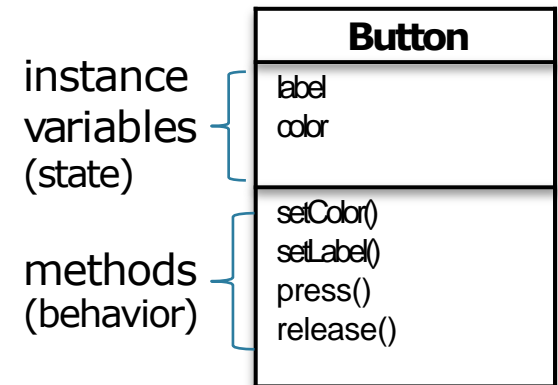 Button
instance
variables
(state)
label
color
methods
(behavior)
setColor()
setLabel()
press()
release()